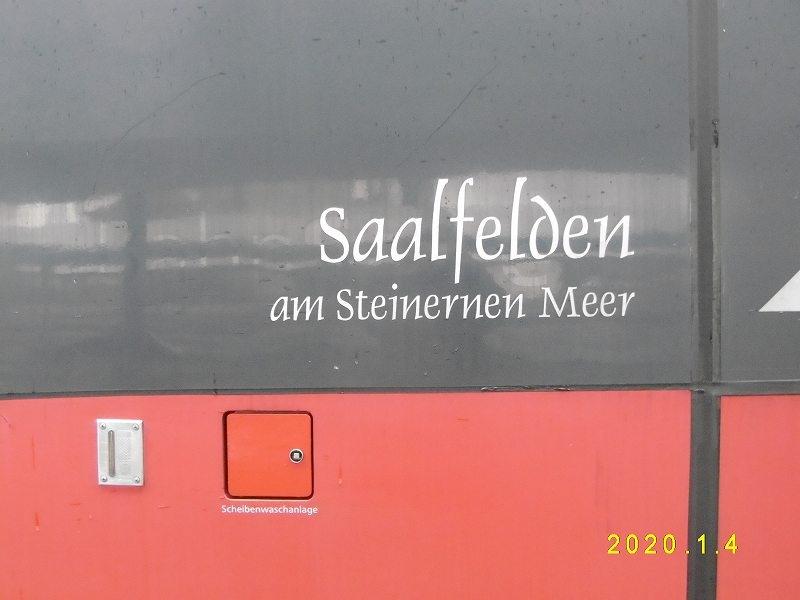 Saalfelden
am Steinernen Meer
Scheibenwaschanlage
2020.1.4